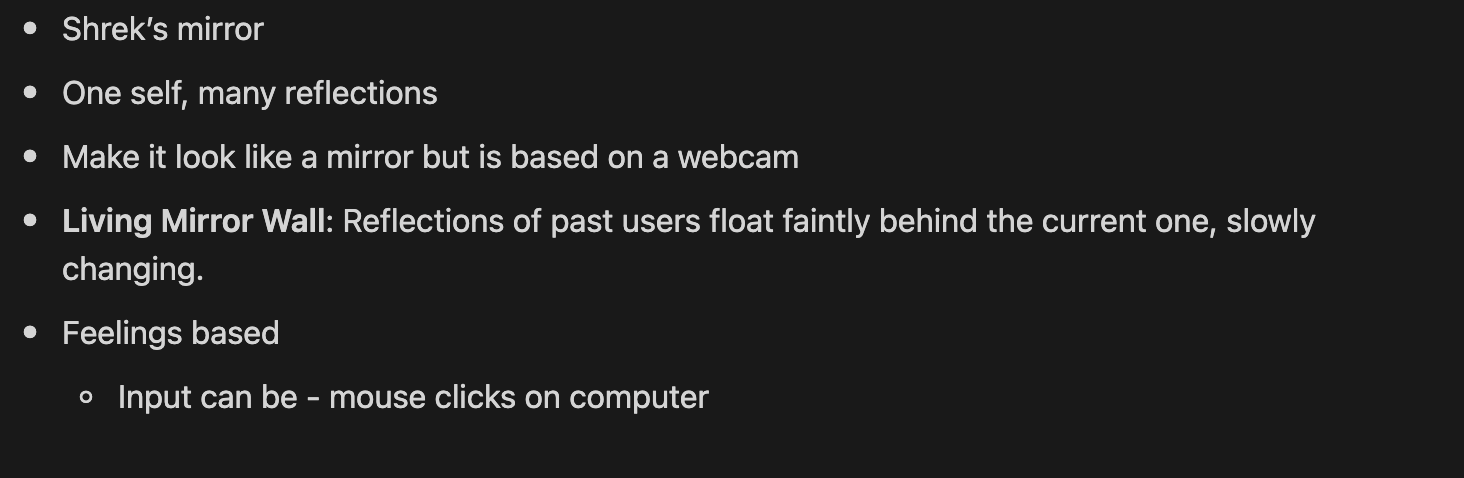 • Shrek’s mirror
• One self, many reflections
• Make it look like a mirror but is based on a webcam
• Living Mirror Wall: Reflections of past users float faintly behind the current one, slowly
changing.
• Feelings based
◦ Input can be - mouse clicks on computer